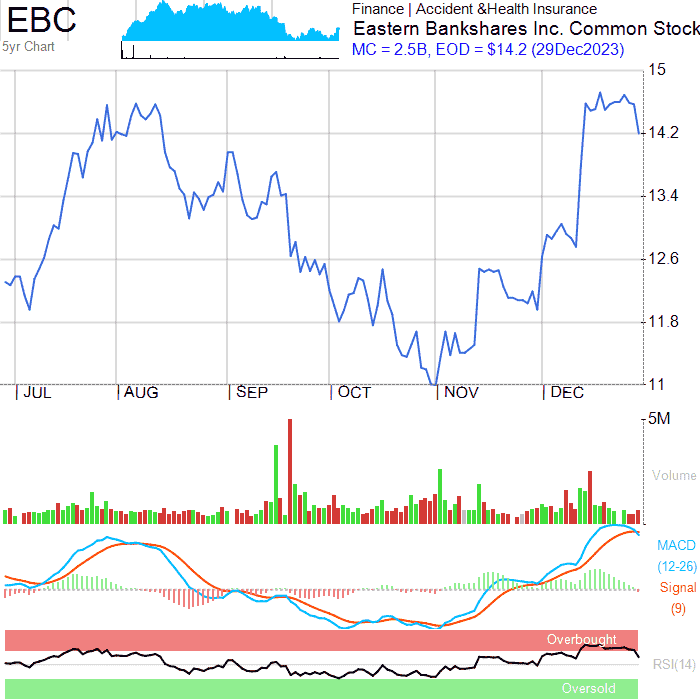 EBC
5yr Chart
Finance | Accident &Health Insurance
Eastern Bankshares Inc. Common Stock
MC = 2.5B, EOD = $14.2 (29Dec2023)
15
14.2
13.4
12.6
11.8
11
JUL AUG SEP OCT NOV DEC
5M
Volume
MACD
(12-26)
Signal
(9)
Overbought
RSI(14)
Oversold